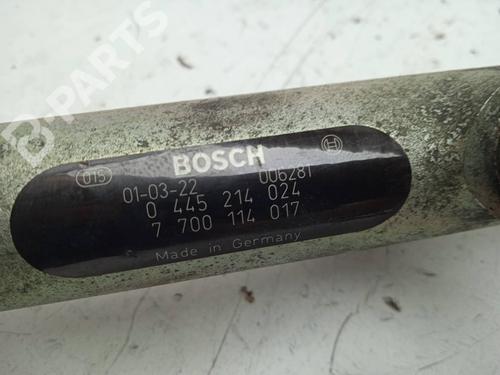 B-PARTS
015 BOSCH
01-03-22 006281
0 445 214 024
7 700 114 017
Made in Germany